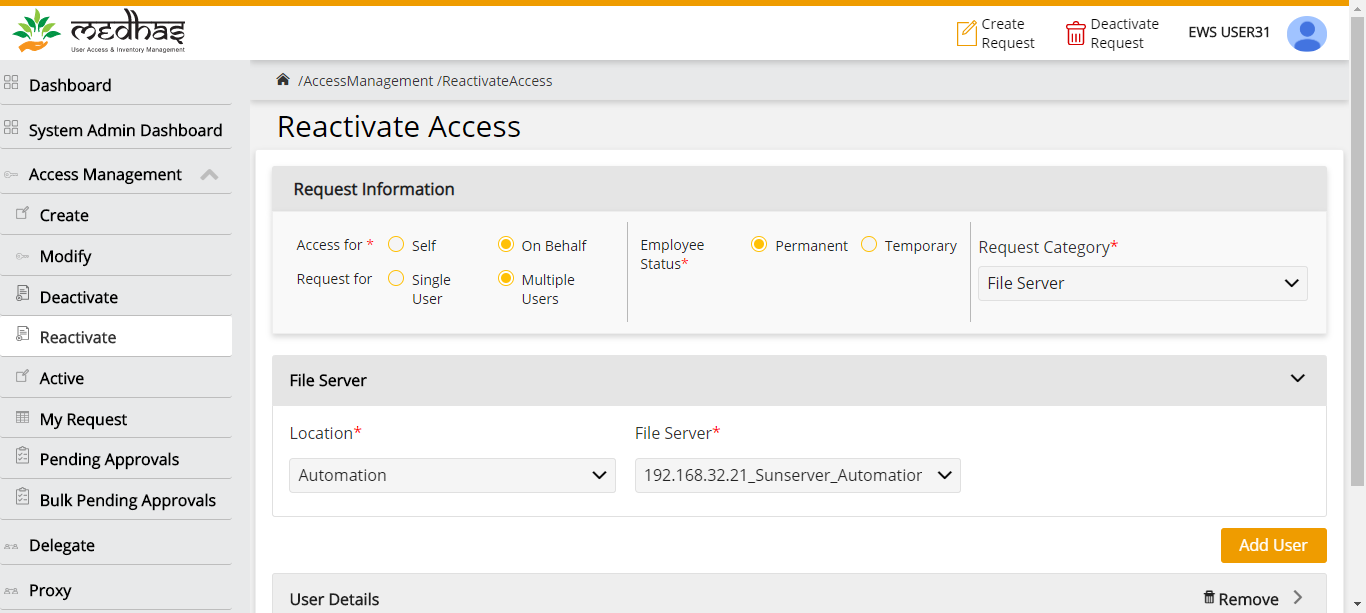 medhas
User Access & Inventory Management
Create
Request
Deactivate
Request
EWS USER31
Dashboard
System Admin Dashboard
Access Management
Create
Modify
Deactivate
Reactivate
Active
My Request
Pending Approvals
Bulk Pending Approvals
Delegate
Proxy
/AccessManagement /ReactivateAccess
Reactivate Access
Request Information
Access for *
Self
On Behalf
Request for
Single
User
Multiple
Users
Employee
Status*
Permanent
Temporary
Request Category*
File Server
File Server
Location*
Automation
File Server*
192.168.32.21_Sunserver_Automation
Add User
User Details
Remove